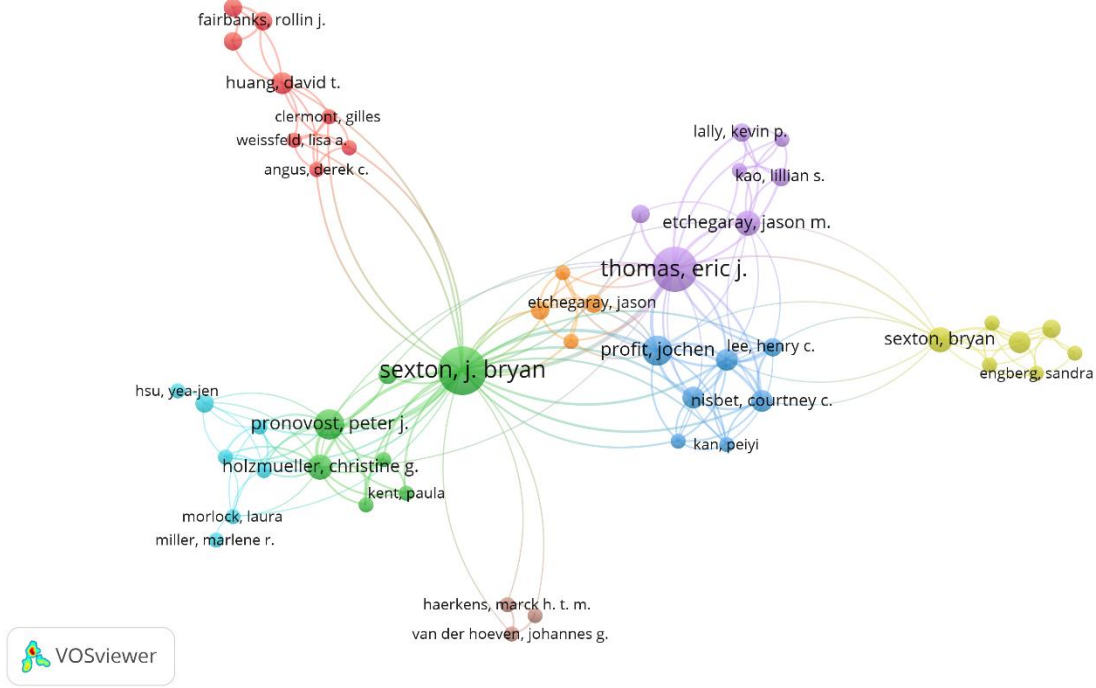 fairbanks, rollin j.
huang, david t.
clermont, gilles
weissfeld, lisa a.
angus, derek c.
lally, kevin p.
kao, lillian s.
etchegaray, jason m.
thomas, eric j.
etchegaray, jason
sexton, bryan
profit, jochen
lee, henry c.
engberg, sandra
sexton, j. bryan
hsu, yea-jen
nisbet, courtney c.
pronovost, peter j.
kan, peiyi
holzmueller, christine g.
kent, paula
morlock, laura
miller, marlene r.
haerkens, marck h. t. m.
van der hoeven, johannes g.
VOSviewer